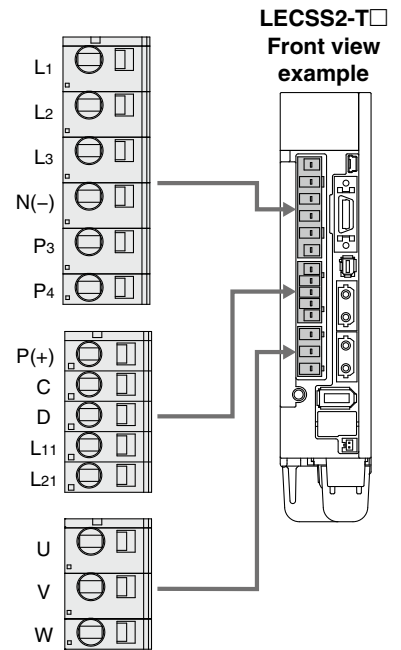 LECSS2-T□
Front view
example
L1
L2
L3
N(−)
P3
P4
P(+)
C
D
L11
L21
U
V
W